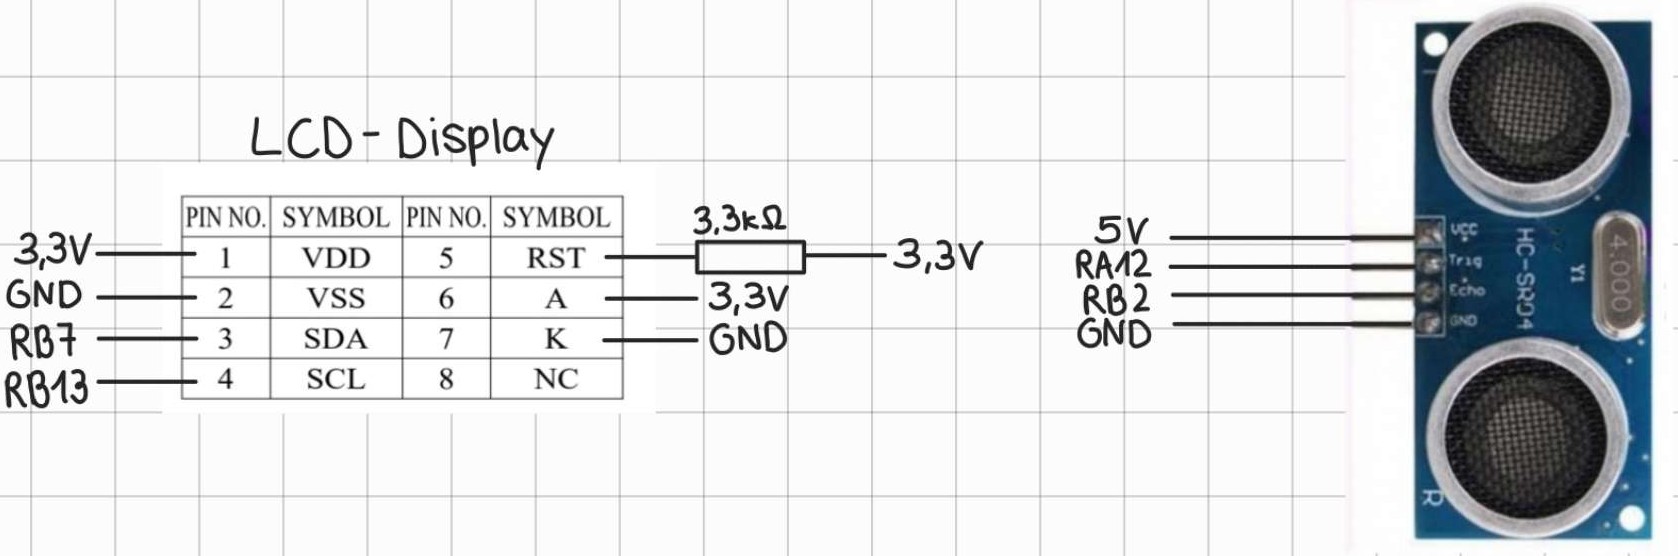 LCD-Display
PIN NO. SYMBOL PIN NO. SYMBOL
3,3V 1 VDD 5 RST 3,3kΩ 3,3V
GND 2 VSS 6 A 3,3V
RB7 3 SDA 7 K GND
RB13 4 SCL 8 NC
5V VCC
RA12 Trig
RB2 Echo
GND GND
HC-SR04
Y1
4.000
R